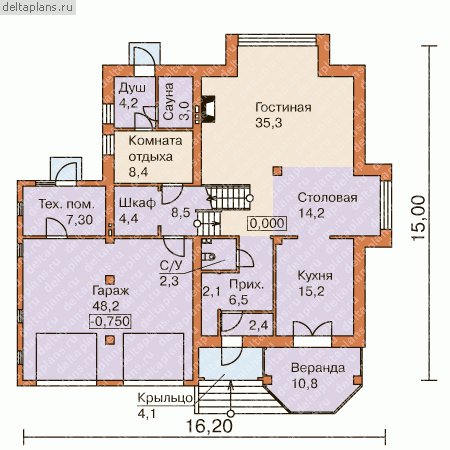 deltaplans.ru
Душ
4,2
Сауна
3,0
Гостиная
35,3
Комната
отдыха
8,4
Тех. пом.
7,30
Шкаф
4,4
8,5
0,000
Столовая
14,2
15,00
Гараж
48,2
-0,750
С/У
2,3
2,1
Прих.
6,5
Кухня
15,2
2,4
Веранда
10,8
Крыльцо
4,1
16,20